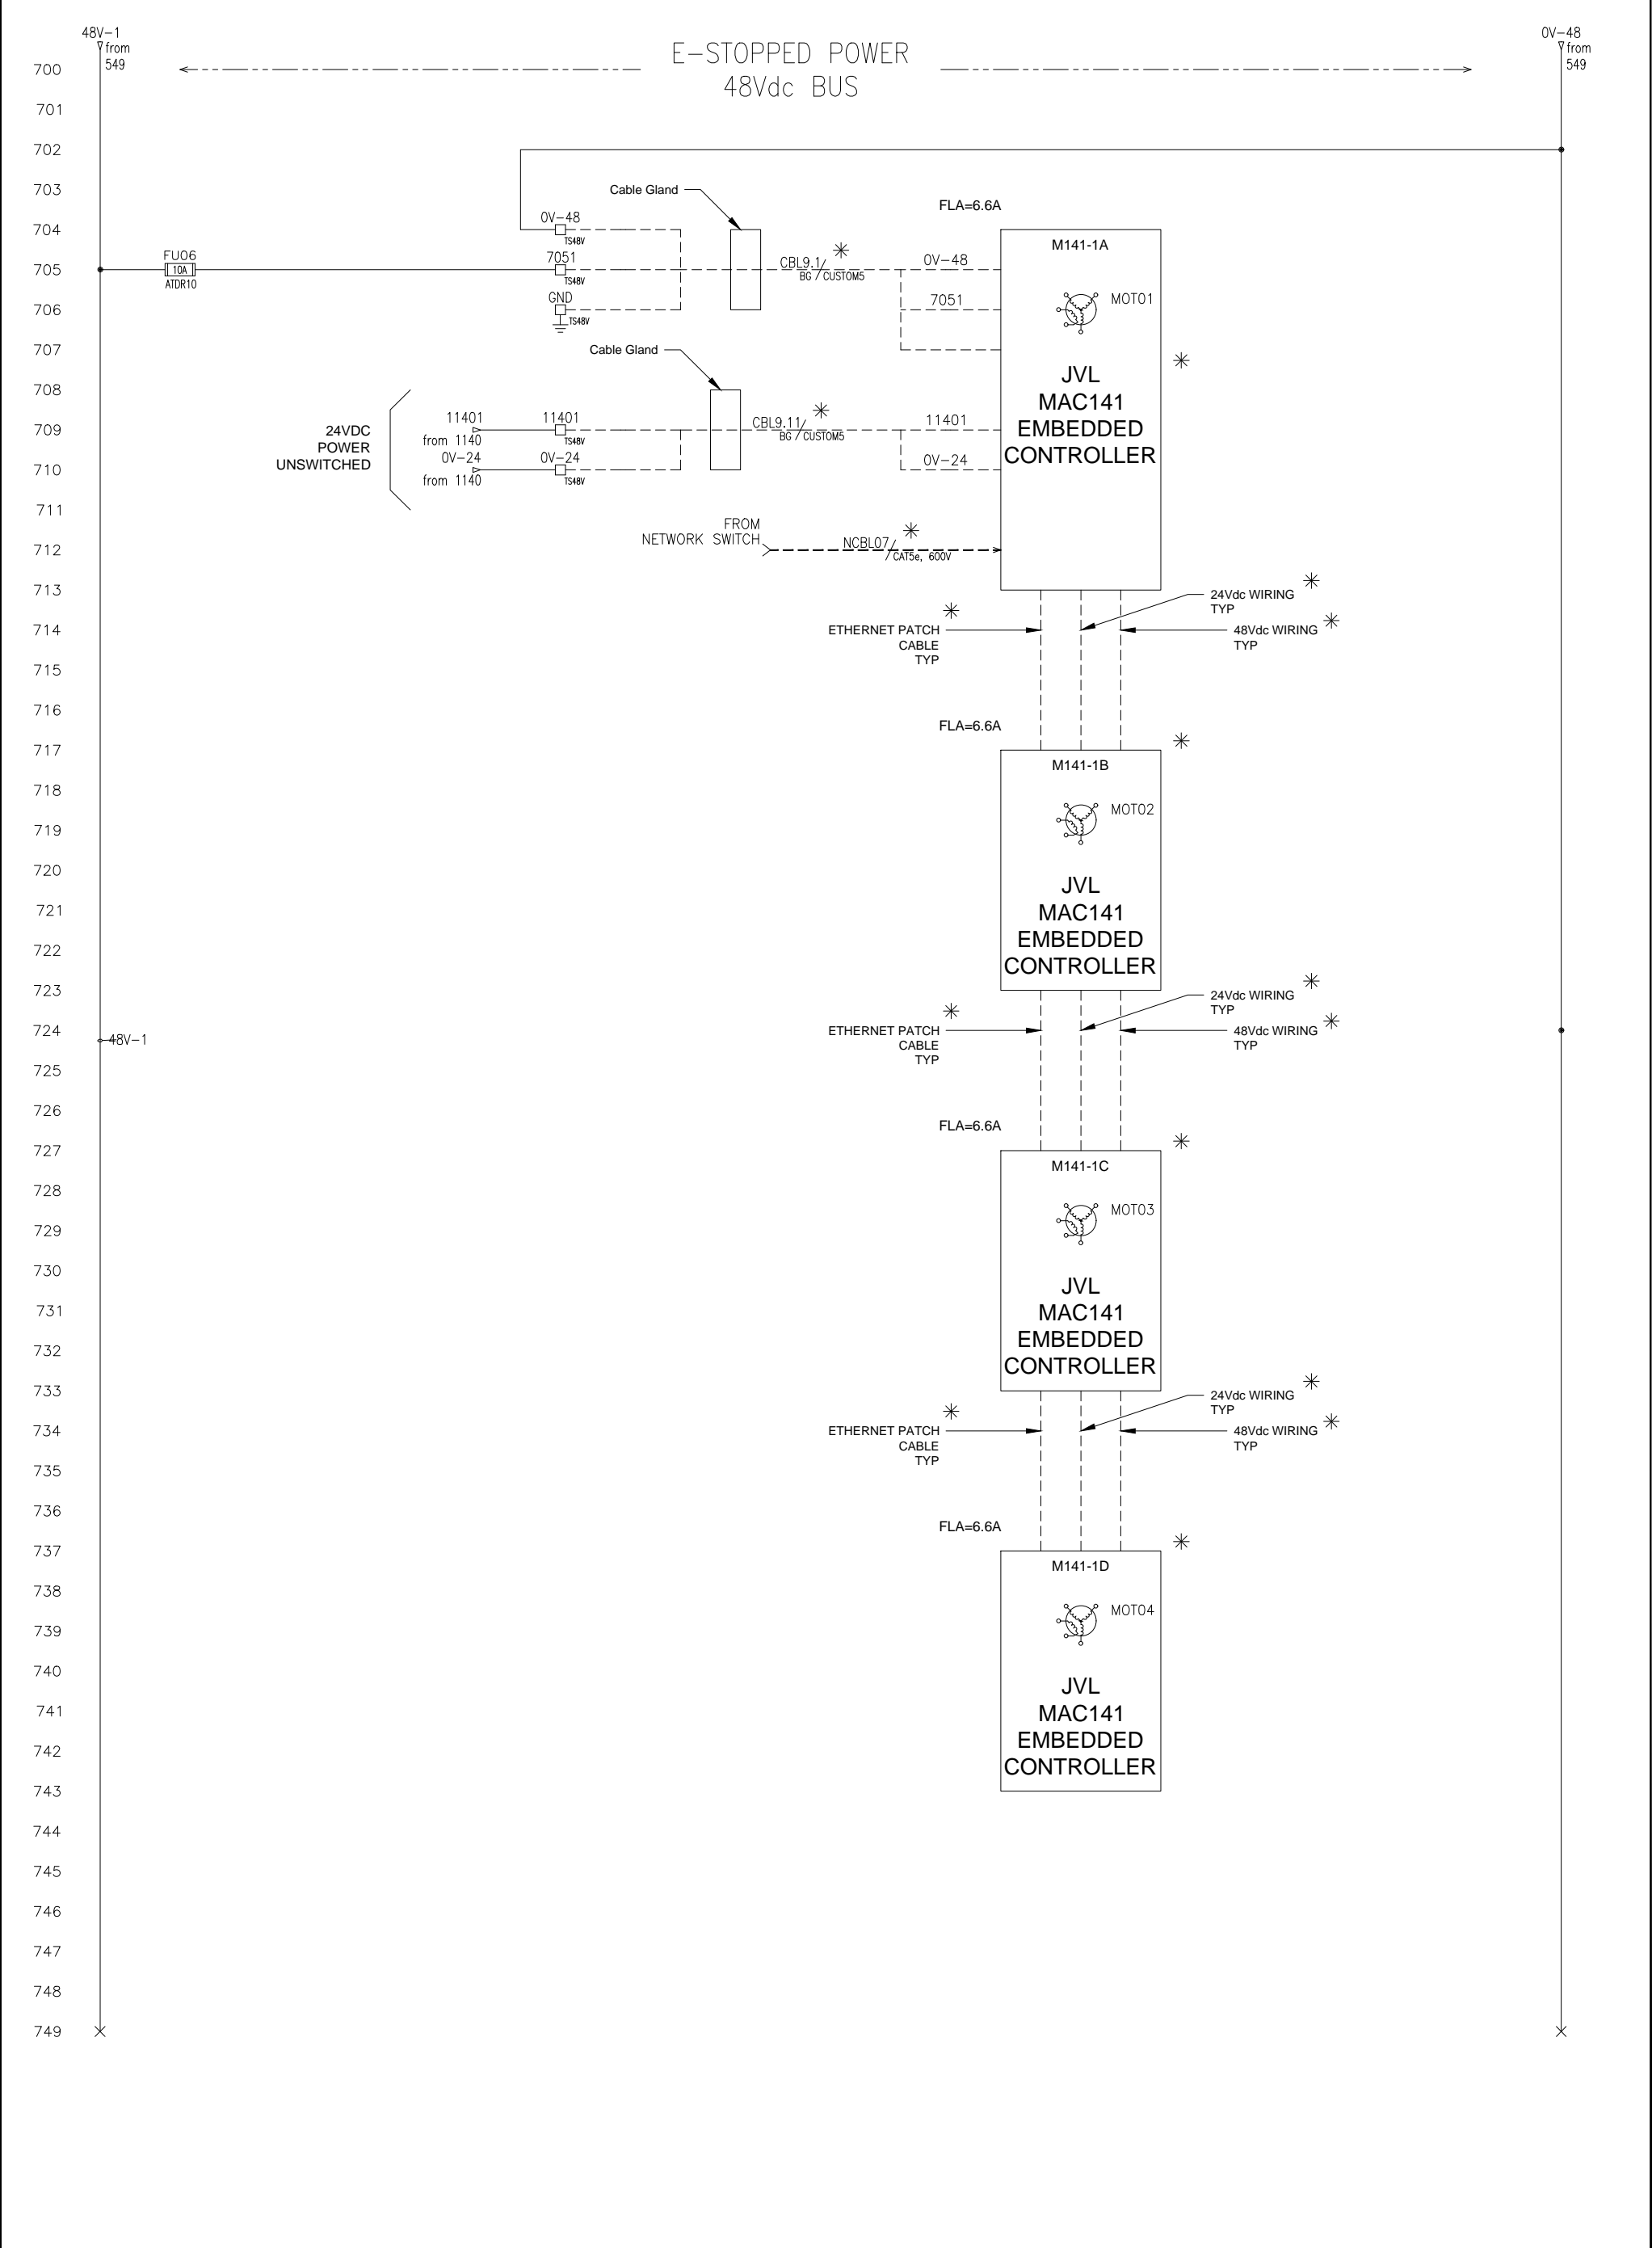 48V-1
from
549
E-STOPPED POWER
48Vdc BUS
0V-48
from
549
700
701
702
703
Cable Gland
FLA=6.6A
704
0V-48
TS48V
M141-1A
705
FU06
10A
ATDR10
7051
TS48V
CBL9.1
BG
CUSTOM5
0V-48
706
GND
TS48V
7051
MOT01
707
Cable Gland
708
JVL
MAC141
EMBEDDED
CONTROLLER
709
24VDC
POWER
UNSWITCHED
11401
from 1140
11401
TS48V
CBL9.11
BG
CUSTOM5
11401
710
0V-24
from 1140
0V-24
TS48V
0V-24
711
712
FROM
NETWORK SWITCH
NCBL07
CAT5e, 600V
713
24Vdc WIRING
TYP
714
ETHERNET PATCH
CABLE
TYP
48Vdc WIRING
TYP
715
716
FLA=6.6A
717
M141-1B
718
MOT02
719
720
JVL
MAC141
EMBEDDED
CONTROLLER
721
722
723
24Vdc WIRING
TYP
724
48V-1
ETHERNET PATCH
CABLE
TYP
48Vdc WIRING
TYP
725
726
FLA=6.6A
727
M141-1C
728
MOT03
729
730
JVL
MAC141
EMBEDDED
CONTROLLER
731
732
733
24Vdc WIRING
TYP
734
ETHERNET PATCH
CABLE
TYP
48Vdc WIRING
TYP
735
736
FLA=6.6A
737
M141-1D
738
MOT04
739
740
JVL
MAC141
EMBEDDED
CONTROLLER
741
742
743
744
745
746
747
748
749